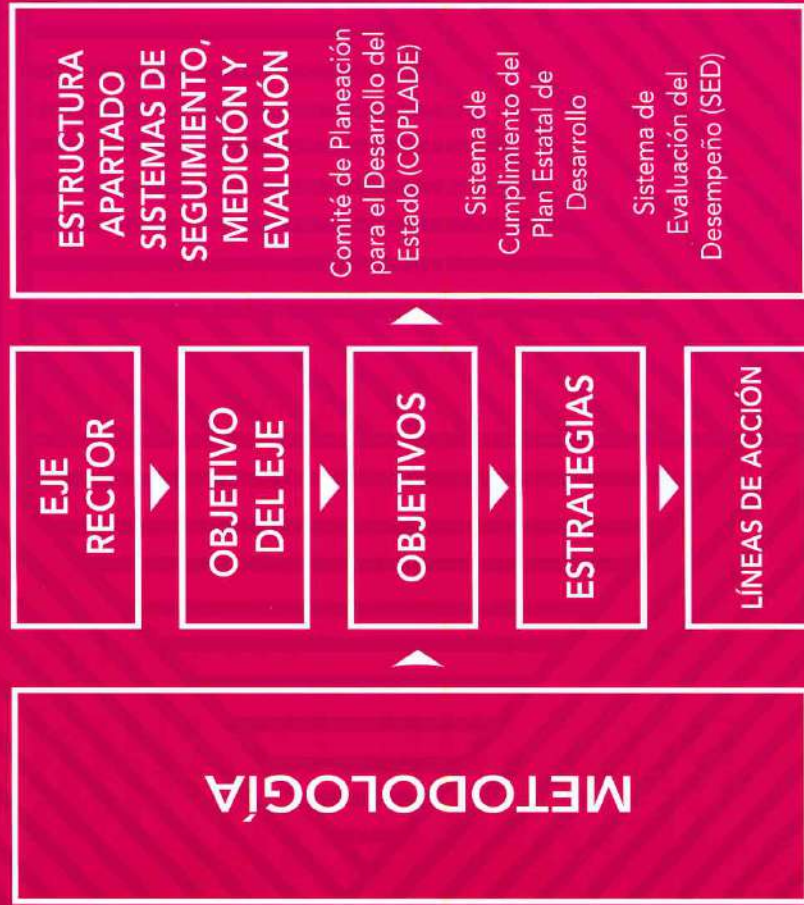 METODOLOGÍA
EJE
RECTOR
OBJETIVO
DEL EJE
OBJETIVOS
ESTRATEGIAS
LÍNEAS DE ACCIÓN
ESTRUCTURA
APARTADO
SISTEMAS DE
SEGUIMIENTO,
MEDICIÓN Y
EVALUACIÓN
Comité de Planeación
para el Desarrollo del
Estado (COPLADE)
Sistema de
Cumplimiento del
Plan Estatal de
Desarrollo
Sistema de
Evaluación del
Desempeño (SED)